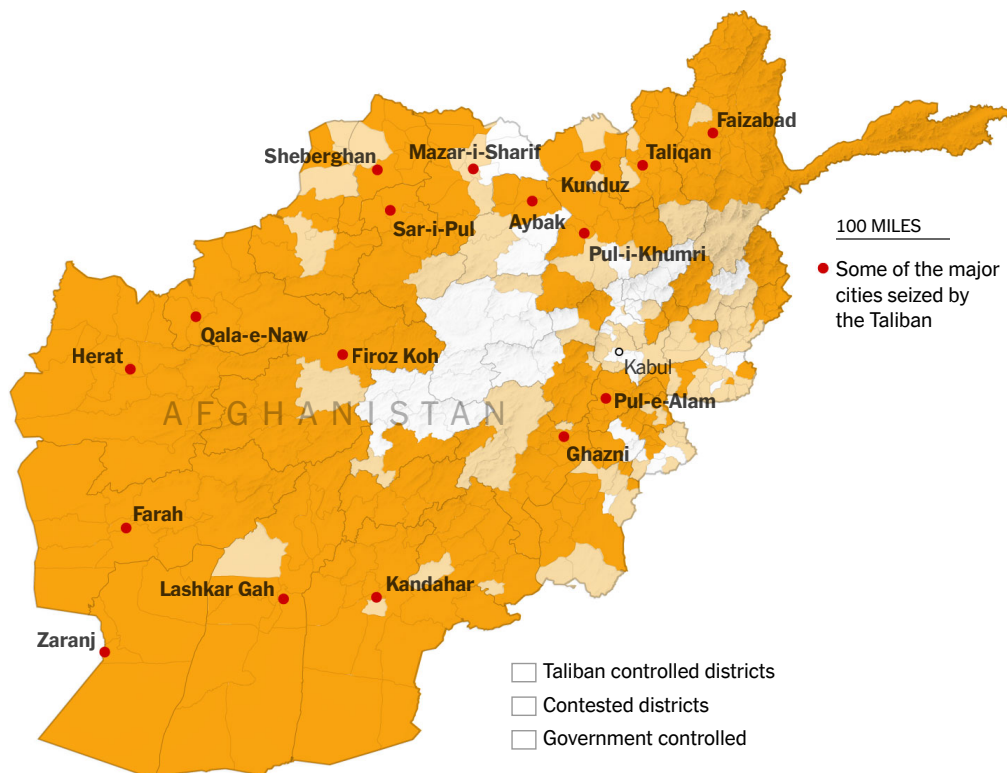 Faizabad
Mazar-i-Sharif
Sheberghan
Taliqan
Kunduz
Aybak
Sar-i-Pul
100 MILES
Pul-i-Khumri
Some of the major
cities seized by
the Taliban
Qala-e-Naw
Herat
Firoz Koh
Kabul
AFGHANISTAN
Pul-e-Alam
Ghazni
Farah
Lashkar Gah
Kandahar
Zaranj
Taliban controlled districts
Contested districts
Government controlled